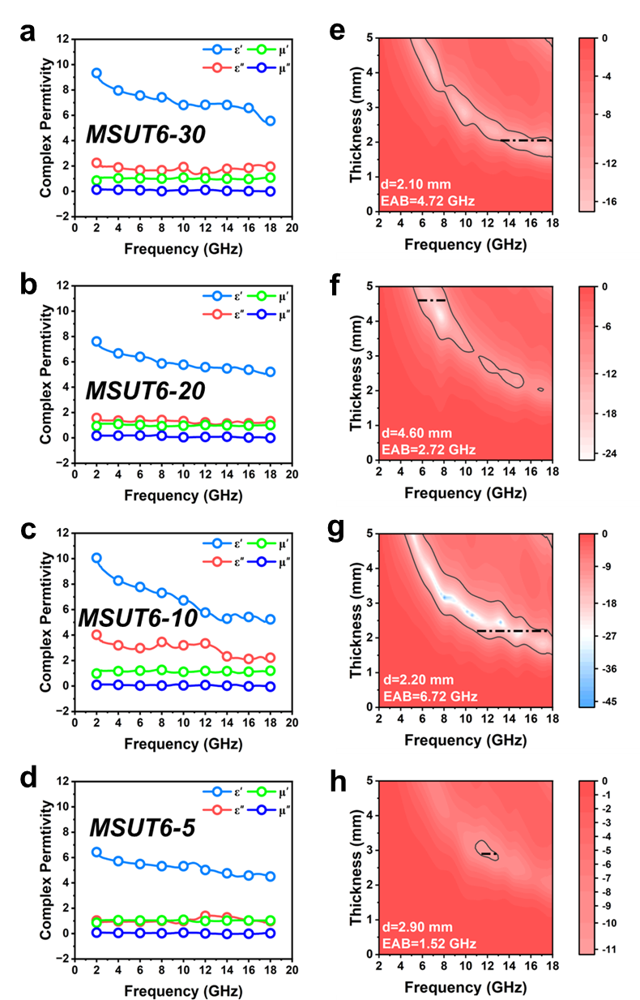 a
12
10
8
6
4
2
0
−2
Complex Permtivity
ε′ μ′
ε″ μ″
MSUT6-30
0 2 4 6 8 10 12 14 16 18 20
Frequency (GHz)
e
5
4
3
2
1
0
Thickness (mm)
d=2.10 mm
EAB=4.72 GHz
2 4 6 8 10 12 14 16 18
Frequency (GHz)
0
-4
-8
-12
-16
b
12
10
8
6
4
2
0
−2
Complex Permtivity
ε′ μ′
ε″ μ″
MSUT6-20
0 2 4 6 8 10 12 14 16 18 20
Frequency (GHz)
f
5
4
3
2
1
0
Thickness (mm)
d=4.60 mm
EAB=2.72 GHz
2 4 6 8 10 12 14 16 18
Frequency (GHz)
0
-6
-12
-18
-24
c
12
10
8
6
4
2
0
−2
Complex Permtivity
ε′ μ′
ε″ μ″
MSUT6-10
0 2 4 6 8 10 12 14 16 18 20
Frequency (GHz)
g
5
4
3
2
1
0
Thickness (mm)
d=2.20 mm
EAB=6.72 GHz
2 4 6 8 10 12 14 16 18
Frequency (GHz)
0
-9
-18
-27
-36
-45
d
12
10
8
6
4
2
0
−2
Complex Permtivity
ε′ μ′
ε″ μ″
MSUT6-5
0 2 4 6 8 10 12 14 16 18 20
Frequency (GHz)
h
5
4
3
2
1
0
Thickness (mm)
d=2.90 mm
EAB=1.52 GHz
2 4 6 8 10 12 14 16 18
Frequency (GHz)
0
-1
-2
-3
-4
-5
-6
-7
-8
-9
-10
-11